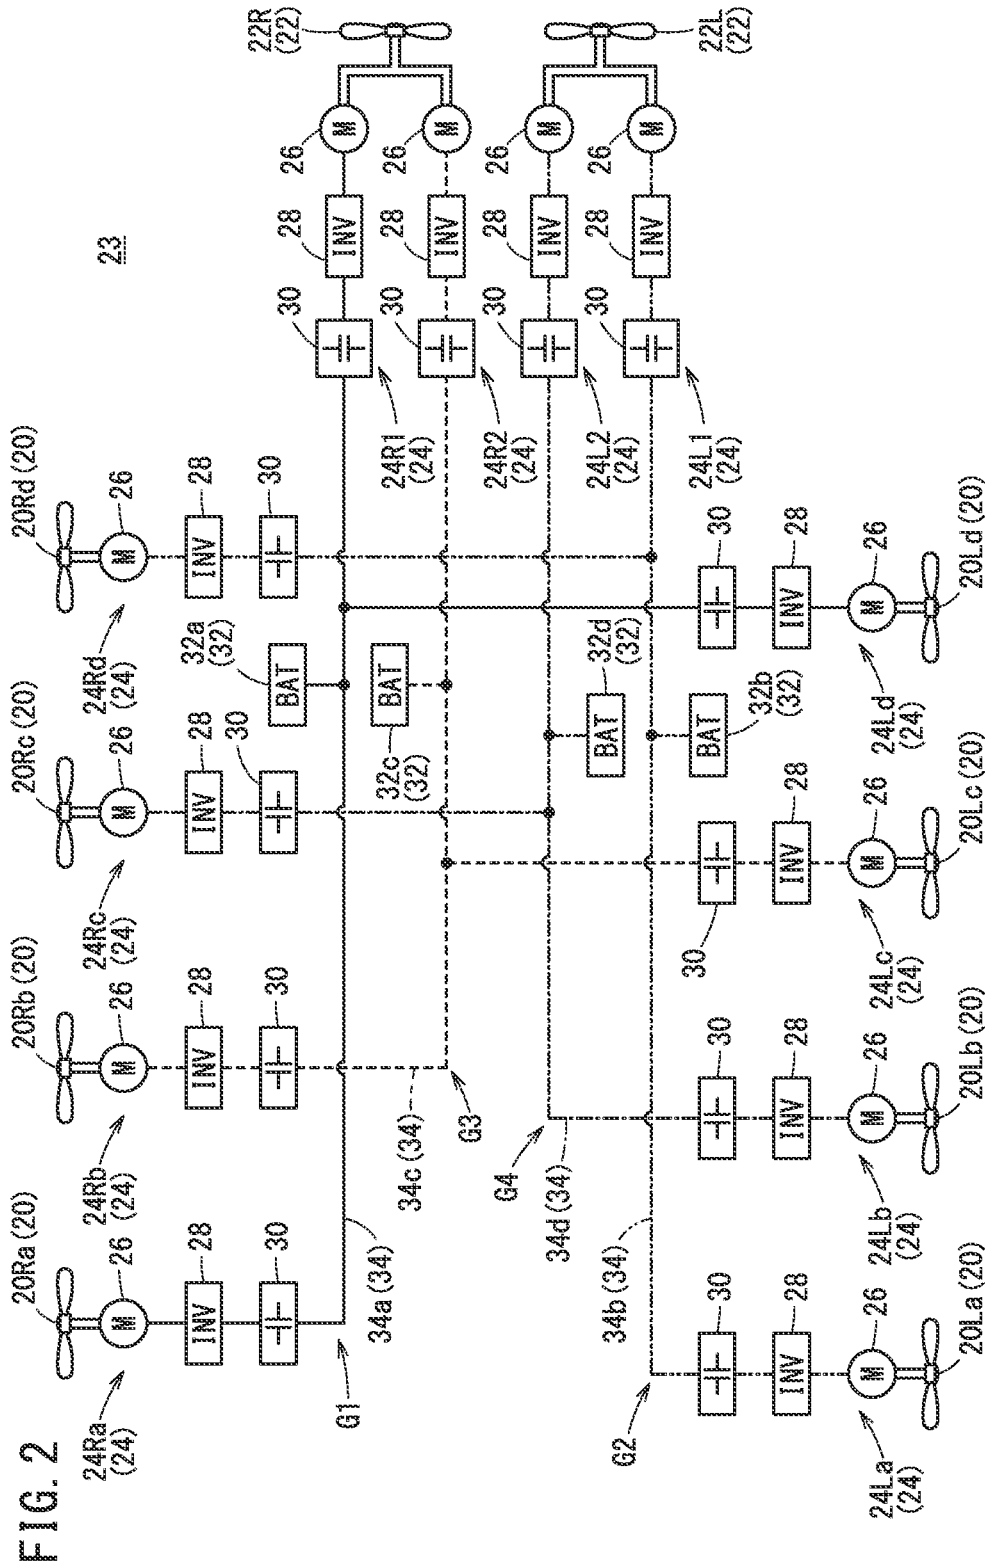 FIG. 2
23
20Ra (20)
24Ra
(24)
26
M
28
INV
30
20Rb (20)
24Rb
(24)
26
M
28
INV
30
20Rc (20)
24Rc
(24)
26
M
28
INV
30
20Rd (20)
24Rd
(24)
26
M
28
INV
30
G1
34a (34)
34c (34)
G3
G4
34d (34)
34b (34)
G2
32a
(32)
BAT
BAT
32c
(32)
32d
(32)
BAT
BAT
32b
(32)
22R
(22)
26
M
28
INV
30
24R1
(24)
26
M
28
INV
30
24R2
(24)
22L
(22)
26
M
28
INV
30
24L2
(24)
26
M
28
INV
30
24L1
(24)
30
28
INV
26
M
24La
(24)
20La (20)
30
28
INV
26
M
24Lb
(24)
20Lb (20)
30
28
INV
26
M
24Lc
(24)
20Lc (20)
30
28
INV
26
M
24Ld
(24)
20Ld (20)